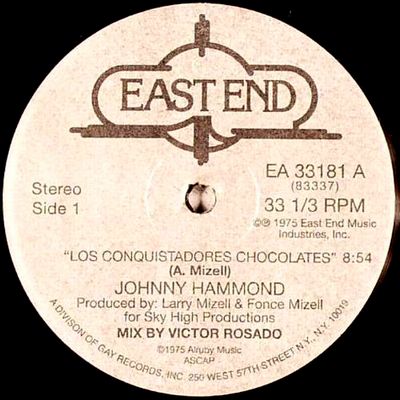 EAST END
EA 33181 A
(83337)
Stereo
Side 1
33 1/3 RPM
©℗ 1975 East End Music
Industries, Inc.
"LOS CONQUISTADORES CHOCOLATES" 8:54
(A. Mizell)
JOHNNY HAMMOND
Produced by: Larry Mizell & Fonce Mizell
for Sky High Productions
MIX BY VICTOR ROSADO
©1975 Alruby Music
ASCAP
A DIVISION OF GAY RECORDS, INC. 250 WEST 57TH STREET N.Y., N.Y. 10019